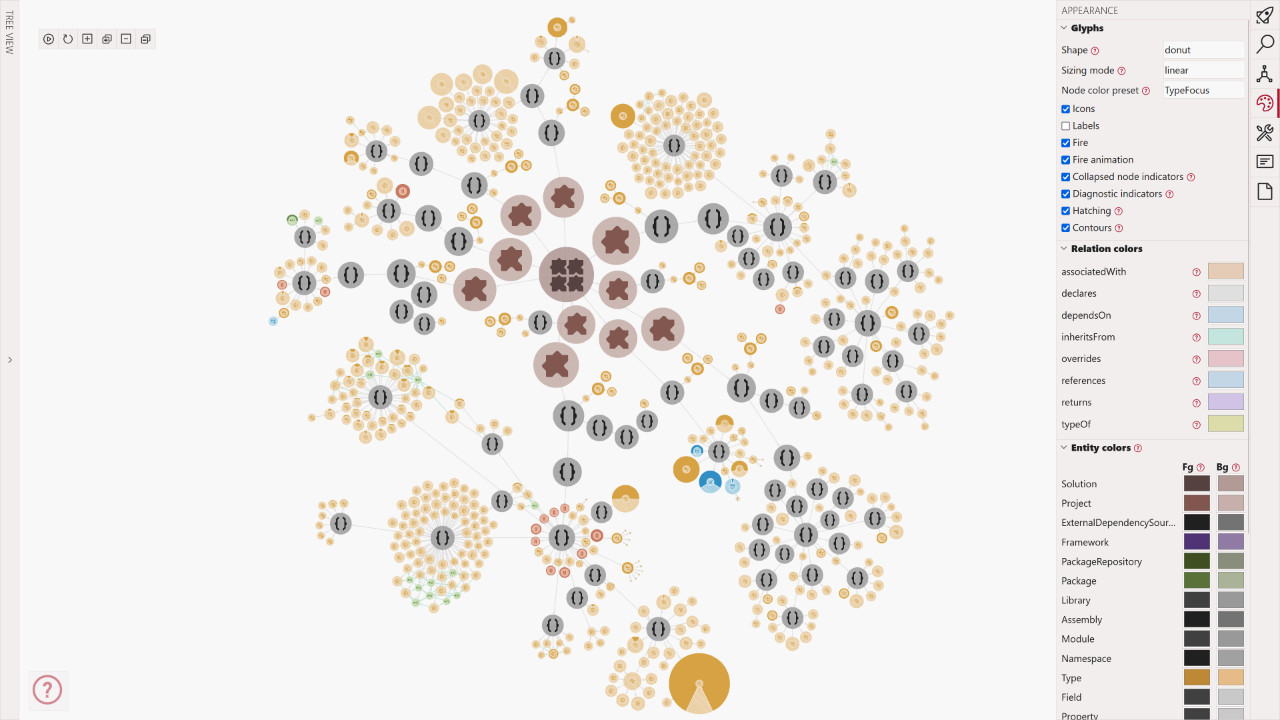 TREE VIEW
APPEARANCE
Glyphs
Shape ? donut
Sizing mode ? linear
Node color preset ? TypeFocus
Icons
Labels
Fire
Fire animation
Collapsed node indicators ?
Diagnostic indicators ?
Hatching ?
Contours ?
Relation colors
associatedWith ?
declares ?
dependsOn ?
inheritsFrom ?
overrides ?
references ?
returns ?
typeOf ?
Entity colors ?
Fg ? Bg ?
Solution
Project
ExternalDependencySour...
Framework
PackageRepository
Package
Library
Assembly
Module
Namespace
Type
Field
Property
?